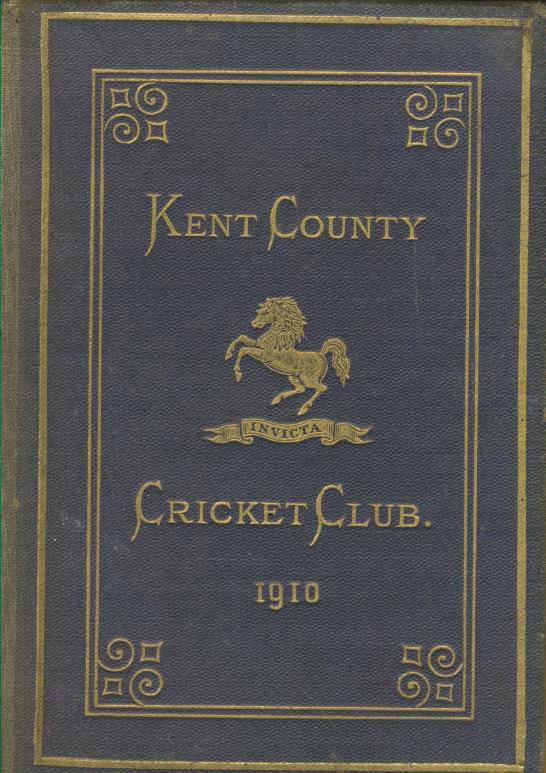 KENT COUNTY
INVICTA
CRICKET CLUB.
1910